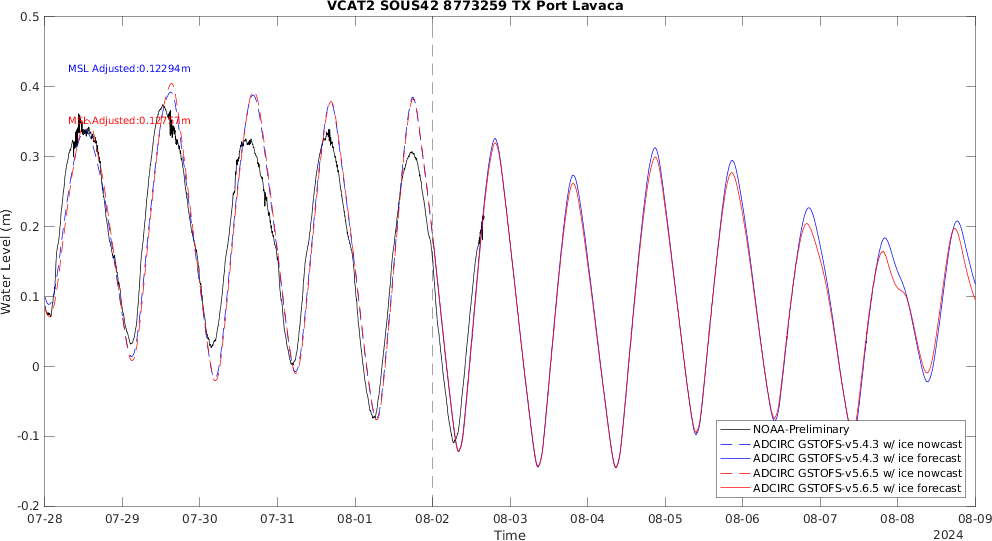 VCAT2 SOUS42 8773259 TX Port Lavaca
0.5
MSL Adjusted:0.12294m
0.4
MSL Adjusted:0.12
0.3
0.2
Water Level (m)
0.1
0
-0.1
NOAA-Preliminary
ADCIRC GSTOFS-v5.4.3 w/ ice nowcast
ADCIRC GSTOFS-v5.4.3 w/ ice forecast
ADCIRC GSTOFS-v5.6.5 w/ ice nowcast
ADCIRC GSTOFS-v5.6.5 w/ ice forecast
-0.2
07-28 07-29 07-30 07-31 08-01 08-02 08-03 08-04 08-05 08-06 08-07 08-08 08-09
Time
2024